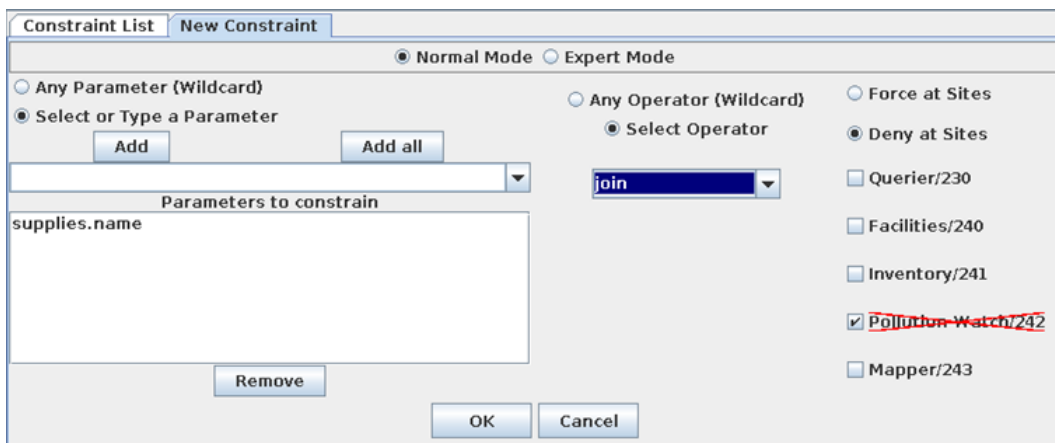 Constraint List New Constraint
Normal Mode Expert Mode
Any Parameter (Wildcard)
Select or Type a Parameter
Add Add all
Parameters to constrain
supplies.name
Remove
Any Operator (Wildcard)
Select Operator
join
Force at Sites
Deny at Sites
Querier/230
Facilities/240
Inventory/241
Pollution Watch/242
Mapper/243
OK Cancel